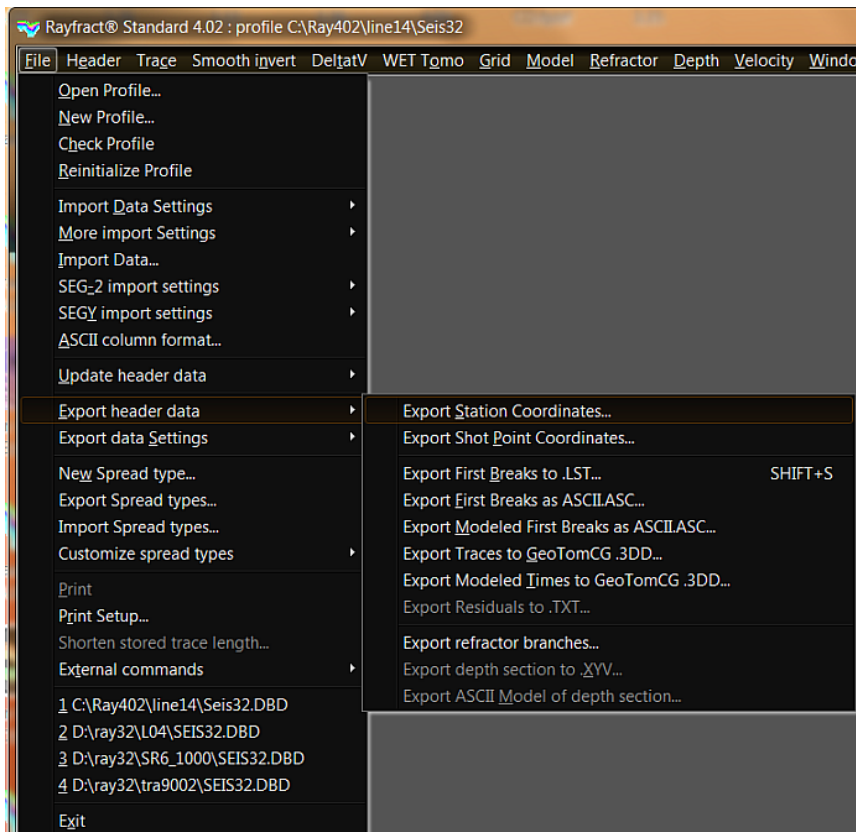 Rayfract® Standard 4.02 : profile C:\Ray402\line14\Seis32
File Header Trace Smooth invert DeltatV WET Tomo Grid Model Refractor Depth Velocity Windo
Open Profile...
New Profile...
Check Profile
Reinitialize Profile
Import Data Settings
More import Settings
Import Data...
SEG-2 import settings
SEGY import settings
ASCII column format...
Update header data
Export header data
Export data Settings
New Spread type...
Export Spread types...
Import Spread types...
Customize spread types
Print
Print Setup...
Shorten stored trace length...
External commands
1 C:\Ray402\line14\Seis32.DBD
2 D:\ray32\L04\SEIS32.DBD
3 D:\ray32\SR6_1000\SEIS32.DBD
4 D:\ray32\tra9002\SEIS32.DBD
Exit
Export Station Coordinates...
Export Shot Point Coordinates...
Export First Breaks to .LST... SHIFT+S
Export First Breaks as ASCII.ASC...
Export Modeled First Breaks as ASCII.ASC...
Export Traces to GeoTomCG .3DD...
Export Modeled Times to GeoTomCG .3DD...
Export Residuals to .TXT...
Export refractor branches...
Export depth section to .XYV...
Export ASCII Model of depth section...